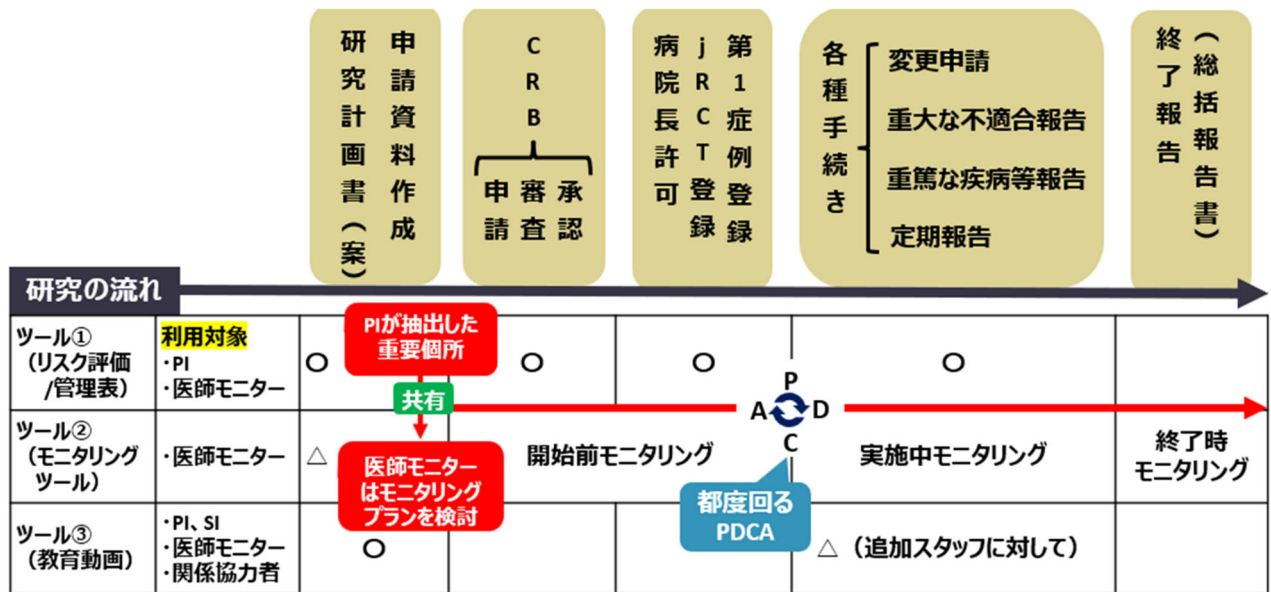 研究計画書（案）
申請資料作成
CRB
申請
審査
承認
病院長許可
jRCT登録
第1症例登録
各種手続き
変更申請
重大な不適合報告
重篤な疾病等報告
定期報告
終了報告
（総括報告書）
研究の流れ
ツール①
（リスク評価
/管理表）
利用対象
・PI
・医師モニター
○
PIが抽出した
重要個所
○
○
○
共有
P
A
D
C
ツール②
（モニタリング
ツール）
・医師モニター
△
医師モニター
はモニタリング
プランを検討
開始前モニタリング
実施中モニタリング
終了時
モニタリング
都度回る
PDCA
ツール③
（教育動画）
・PI、SI
・医師モニター
・関係協力者
○
△（追加スタッフに対して）